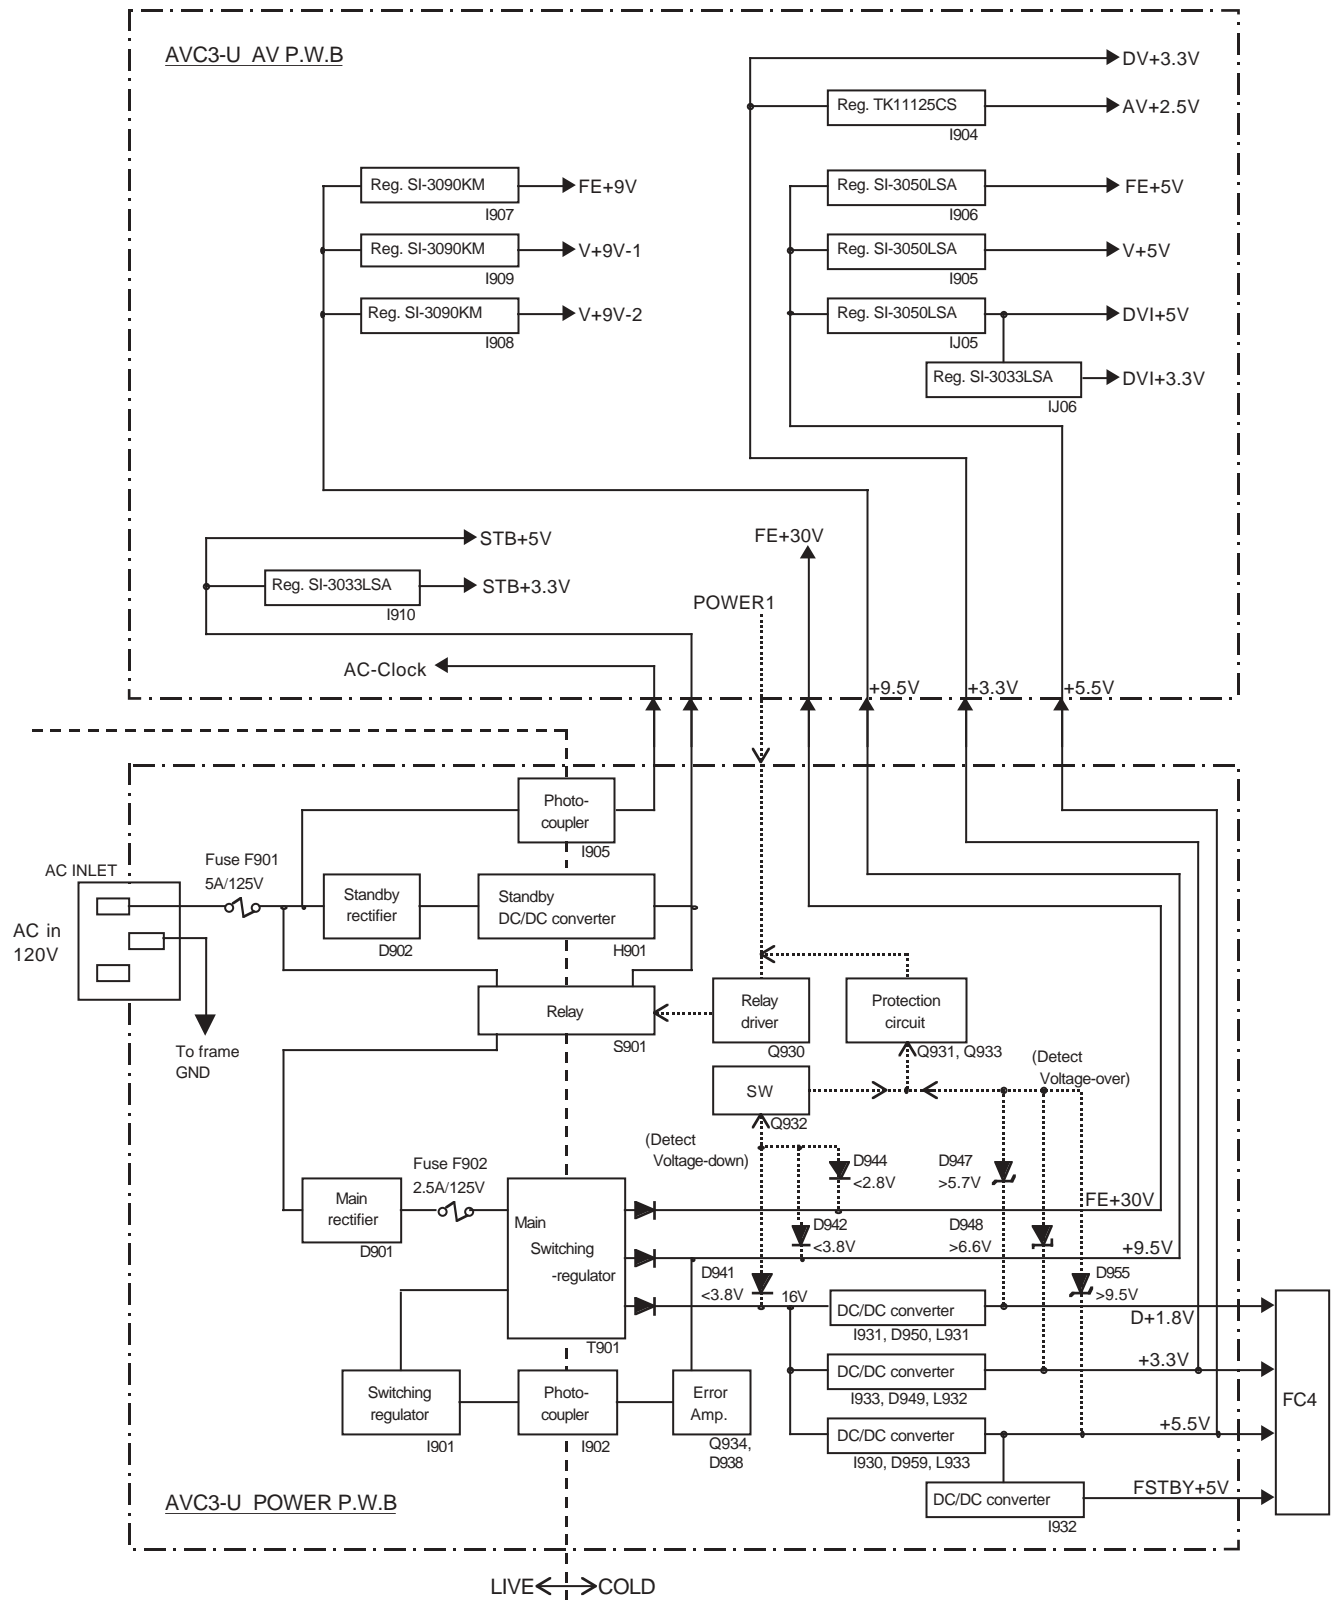 AVC3-U AV P.W.B
DV+3.3V
Reg. TK11125CS
AV+2.5V
I904
Reg. SI-3090KM
FE+9V
I907
Reg. SI-3050LSA
FE+5V
I906
Reg. SI-3090KM
V+9V-1
I909
Reg. SI-3050LSA
V+5V
I905
Reg. SI-3090KM
V+9V-2
I908
Reg. SI-3050LSA
DVI+5V
IJ05
Reg. SI-3033LSA
DVI+3.3V
IJ06
STB+5V
FE+30V
Reg. SI-3033LSA
STB+3.3V
I910
POWER1
AC-Clock
+9.5V
+3.3V
+5.5V
Photo-
coupler
I905
AC INLET
Fuse F901
5A/125V
AC in
120V
Standby
rectifier
D902
Standby
DC/DC converter
H901
Relay
S901
Relay
driver
Q930
Protection
circuit
Q931, Q933
To frame
GND
(Detect
Voltage-over)
SW
Q932
(Detect
Voltage-down)
D944
<2.8V
D947
>5.7V
Fuse F902
2.5A/125V
Main
rectifier
D901
Main
Switching
-regulator
T901
FE+30V
D942
<3.8V
D948
>6.6V
+9.5V
D941
<3.8V
16V
D955
>9.5V
DC/DC converter
I931, D950, L931
D+1.8V
DC/DC converter
I933, D949, L932
+3.3V
DC/DC converter
I930, D959, L933
+5.5V
FC4
Switching
regulator
I901
Photo-
coupler
I902
Error
Amp.
Q934,
D938
DC/DC converter
I932
FSTBY+5V
AVC3-U POWER P.W.B
LIVE
COLD